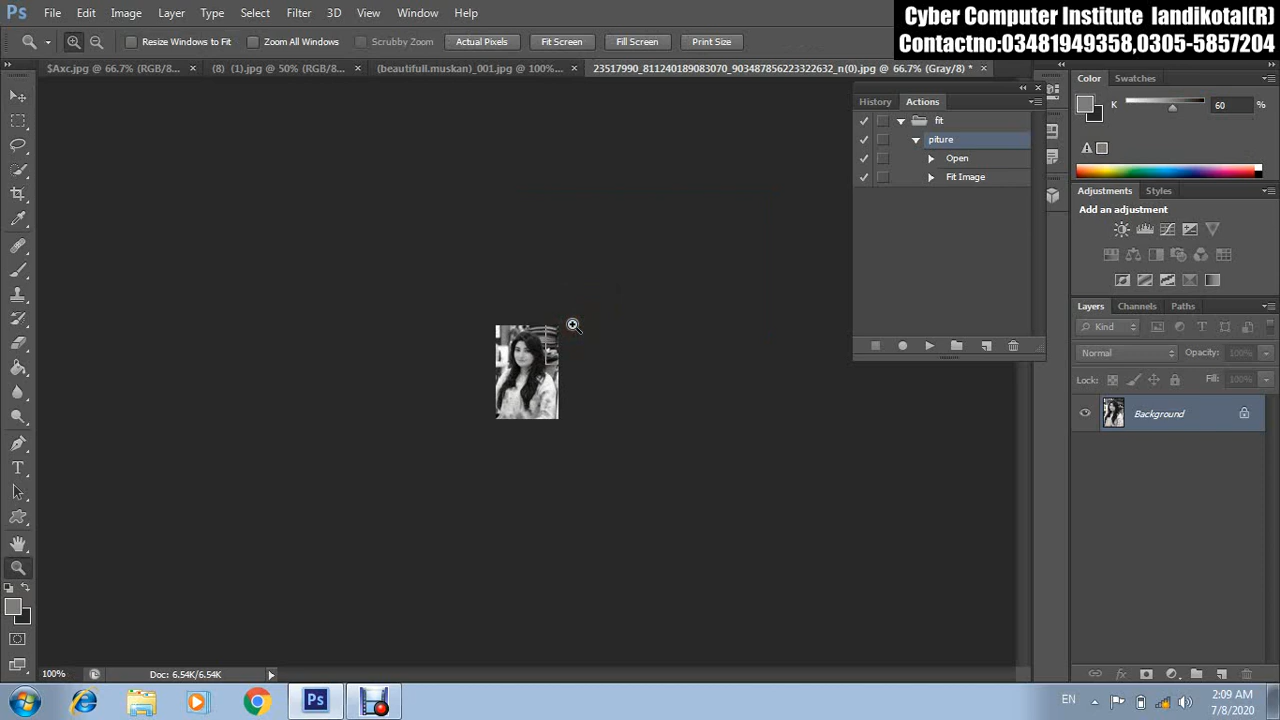 Cyber Computer Institute landikotal(R)
Contactno:03481949358,0305-5857204
Ps File Edit Image Layer Type Select Filter 3D View Window Help
Resize Windows to Fit Zoom All Windows Scrubby Zoom Actual Pixels Fit Screen Fill Screen Print Size
$Axc.jpg @ 66.7% (RGB/8... × (8) (1).jpg @ 50% (RGB/8... × (beautifull.muskan)_001.jpg @ 100%... × 23517990_811240189083070_903487856223322632_n(0).jpg @ 66.7% (Gray/8) * ×
History Actions
fit
piture
Open
Fit Image
Color Swatches
K 60 %
Adjustments Styles
Add an adjustment
Layers Channels Paths
Kind
Normal Opacity: 100%
Lock: Fill: 100%
Background
100% Doc: 6.54K/6.54K
Ps EN 2:09 AM
7/8/2020